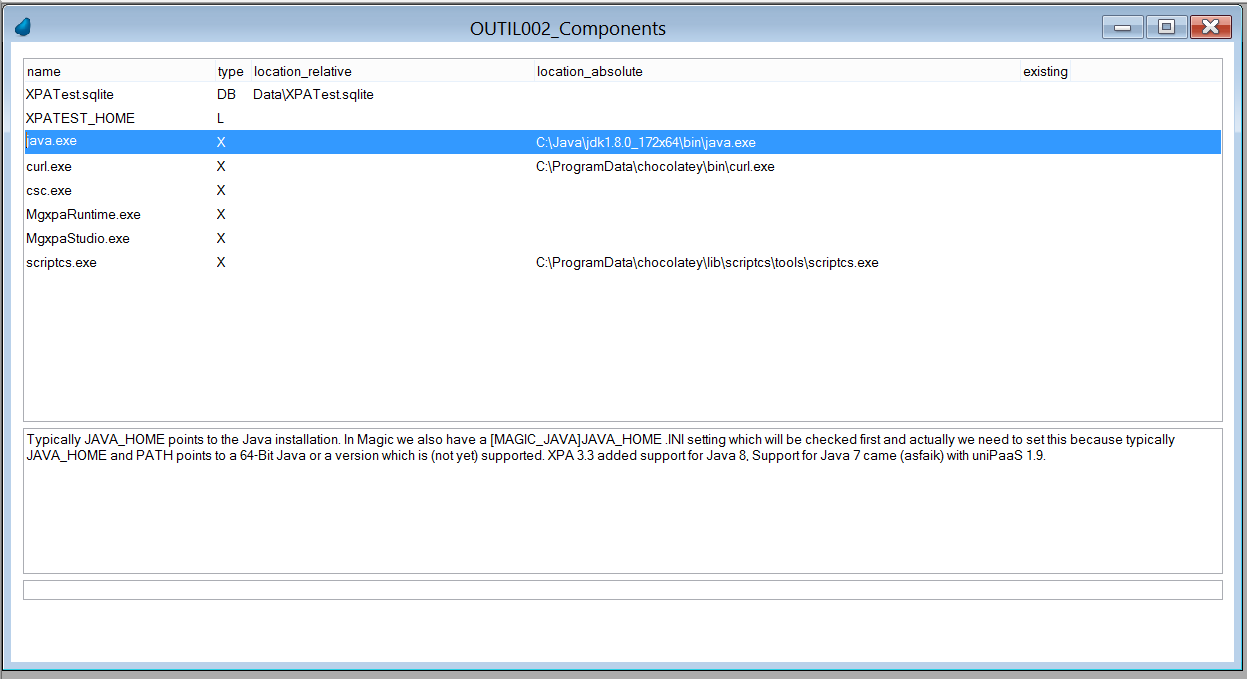 OUTIL002_Components
name type location_relative location_absolute existing
XPATest.sqlite DB Data\XPATest.sqlite
XPATEST_HOME L
java.exe X C:\Java\jdk1.8.0_172x64\bin\java.exe
curl.exe X C:\ProgramData\chocolatey\bin\curl.exe
csc.exe X
MgxpaRuntime.exe X
MgxpaStudio.exe X
scriptcs.exe X C:\ProgramData\chocolatey\lib\scriptcs\tools\scriptcs.exe
Typically JAVA_HOME points to the Java installation. In Magic we also have a [MAGIC_JAVA]JAVA_HOME .INI setting which will be checked first and actually we need to set this because typically
JAVA_HOME and PATH points to a 64-Bit Java or a version which is (not yet) supported. XPA 3.3 added support for Java 8, Support for Java 7 came (asfaik) with uniPaaS 1.9.